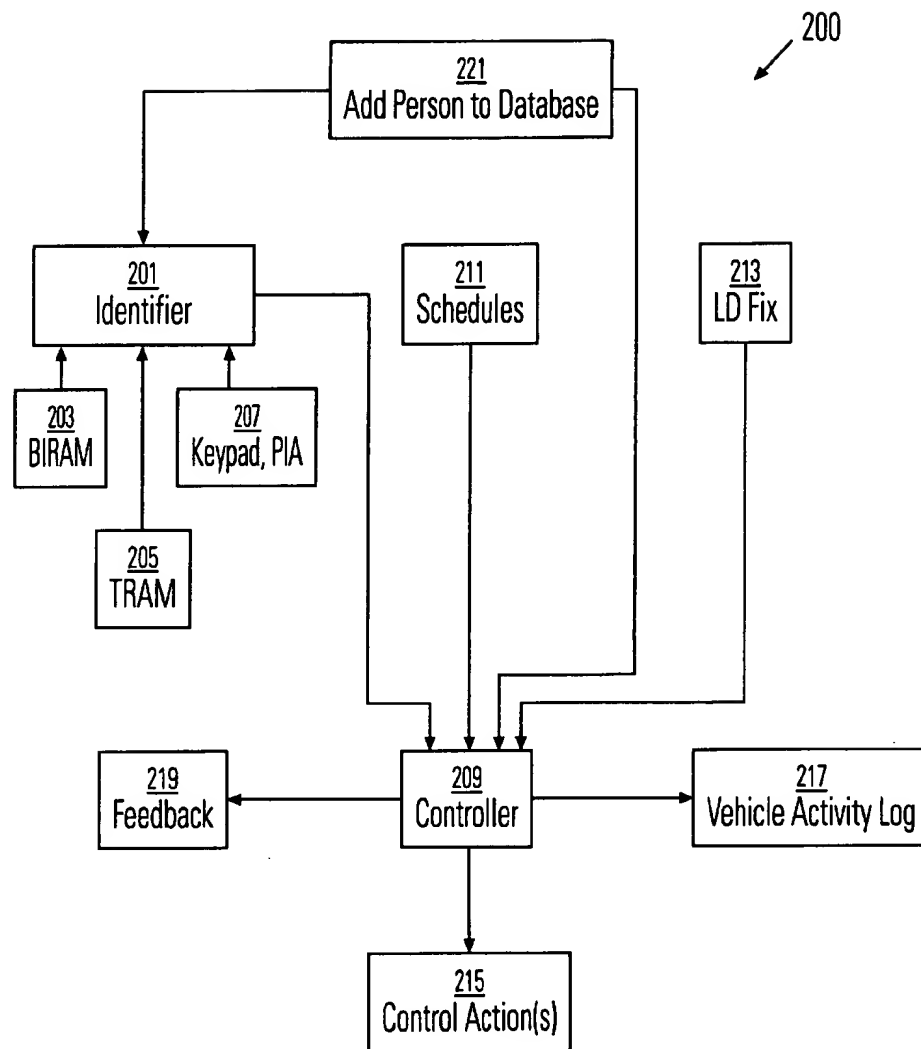 200
221
Add Person to Database
201
Identifier
211
Schedules
213
LD Fix
203
BIRAM
207
Keypad, PIA
205
TRAM
219
Feedback
209
Controller
217
Vehicle Activity Log
215
Control Action(s)